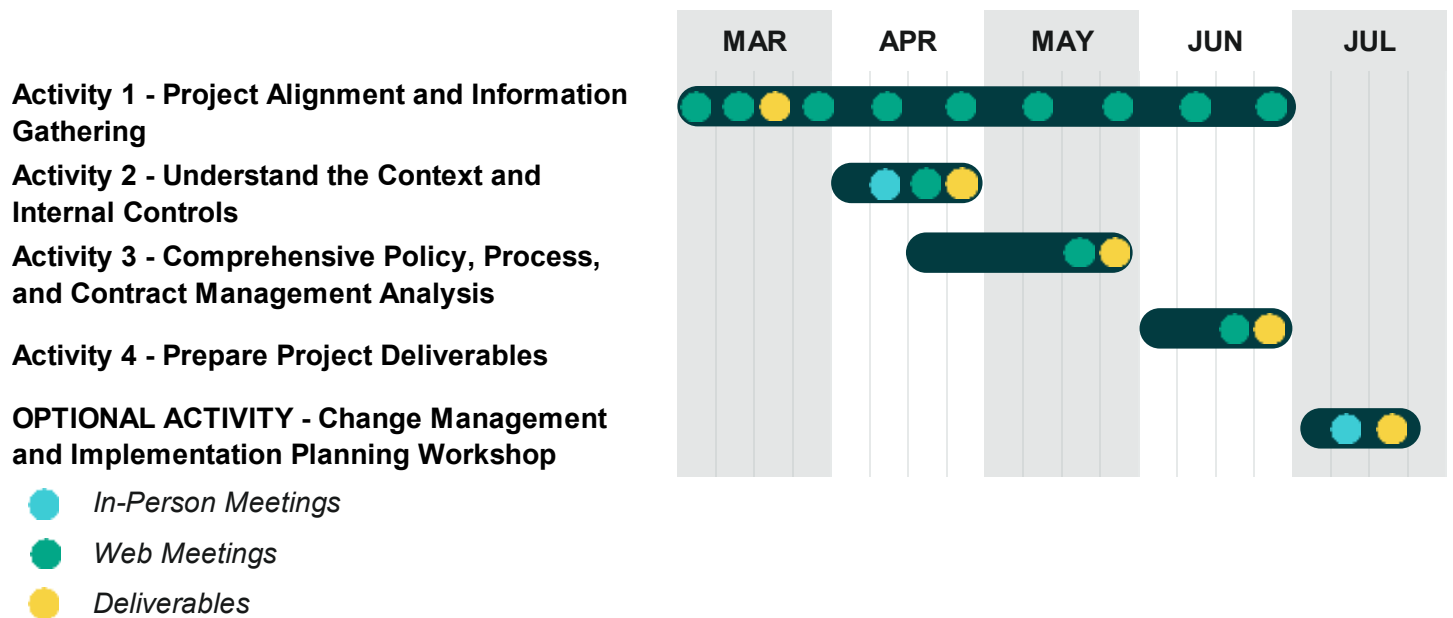 MAR APR MAY JUN JUL
Activity 1 - Project Alignment and Information
Gathering
Activity 2 - Understand the Context and
Internal Controls
Activity 3 - Comprehensive Policy, Process,
and Contract Management Analysis
Activity 4 - Prepare Project Deliverables
OPTIONAL ACTIVITY - Change Management
and Implementation Planning Workshop
In-Person Meetings
Web Meetings
Deliverables